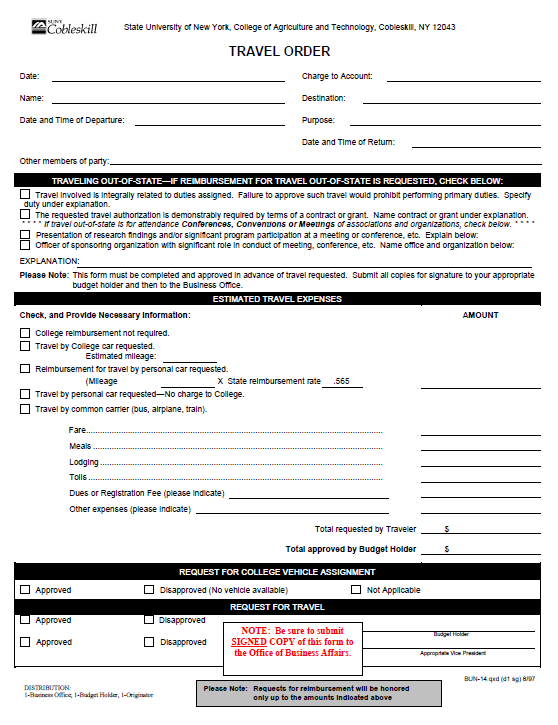 SUNY
Cobleskill
State University of New York, College of Agriculture and Technology, Cobleskill, NY 12043
TRAVEL ORDER
Date: Charge to Account:
Name: Destination:
Date and Time of Departure: Purpose:
Date and Time of Return:
Other members of party:
TRAVELING OUT-OF-STATE—IF REIMBURSEMENT FOR TRAVEL OUT-OF-STATE IS REQUESTED, CHECK BELOW:
Travel involved is integrally related to duties assigned. Failure to approve such travel would prohibit performing primary duties. Specify
duty under explanation.
The requested travel authorization is demonstrably required by terms of a contract or grant. Name contract or grant under explanation.
* * * * If travel out-of-state is for attendance Conferences, Conventions or Meetings of associations and organizations, check below. * * * *
Presentation of research findings and/or significant program participation at a meeting or conference, etc. Explain below:
Officer of sponsoring organization with significant role in conduct of meeting, conference, etc. Name office and organization below:
EXPLANATION:
Please Note: This form must be completed and approved in advance of travel requested. Submit all copies for signature to your appropriate
budget holder and then to the Business Office.
ESTIMATED TRAVEL EXPENSES
Check, and Provide Necessary Information: AMOUNT
College reimbursement not required.
Travel by College car requested.
Estimated mileage:
Reimbursement for travel by personal car requested.
(Mileage X State reimbursement rate .565
Travel by personal car requested—No charge to College.
Travel by common carrier (bus, airplane, train).
Fare
Meals
Lodging
Tolls
Dues or Registration Fee (please indicate)
Other expenses (please indicate)
Total requested by Traveler $
Total approved by Budget Holder $
REQUEST FOR COLLEGE VEHICLE ASSIGNMENT
Approved Disapproved (No vehicle available) Not Applicable
REQUEST FOR TRAVEL
Approved Disapproved
Budget Holder
Approved Disapproved
Appropriate Vice President
NOTE: Be sure to submit
SIGNED COPY of this form to
the Office of Business Affairs.
BUN-14.qxd (d1 sg) 8/97
DISTRIBUTION:
1-Business Office; 1-Budget Holder, 1-Originator
Please Note: Requests for reimbursement will be honored
only up to the amounts indicated above